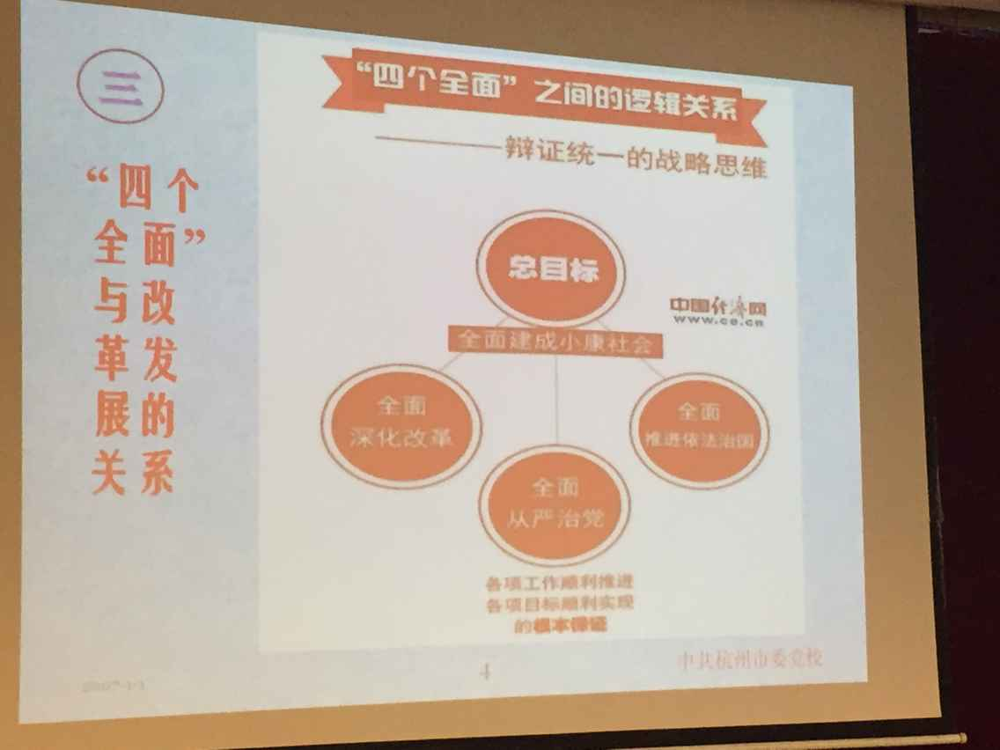 三
“四个
全面”
与改
革发
展的
关系
“四个全面”之间的逻辑关系
————辩证统一的战略思维
总目标
中国经济网
www.ce.cn
全面建成小康社会
全面
深化改革
全面
推进依法治国
全面
从严治党
各项工作顺利推进
各项目标顺利实现
的根本保证
4
中共杭州市委党校